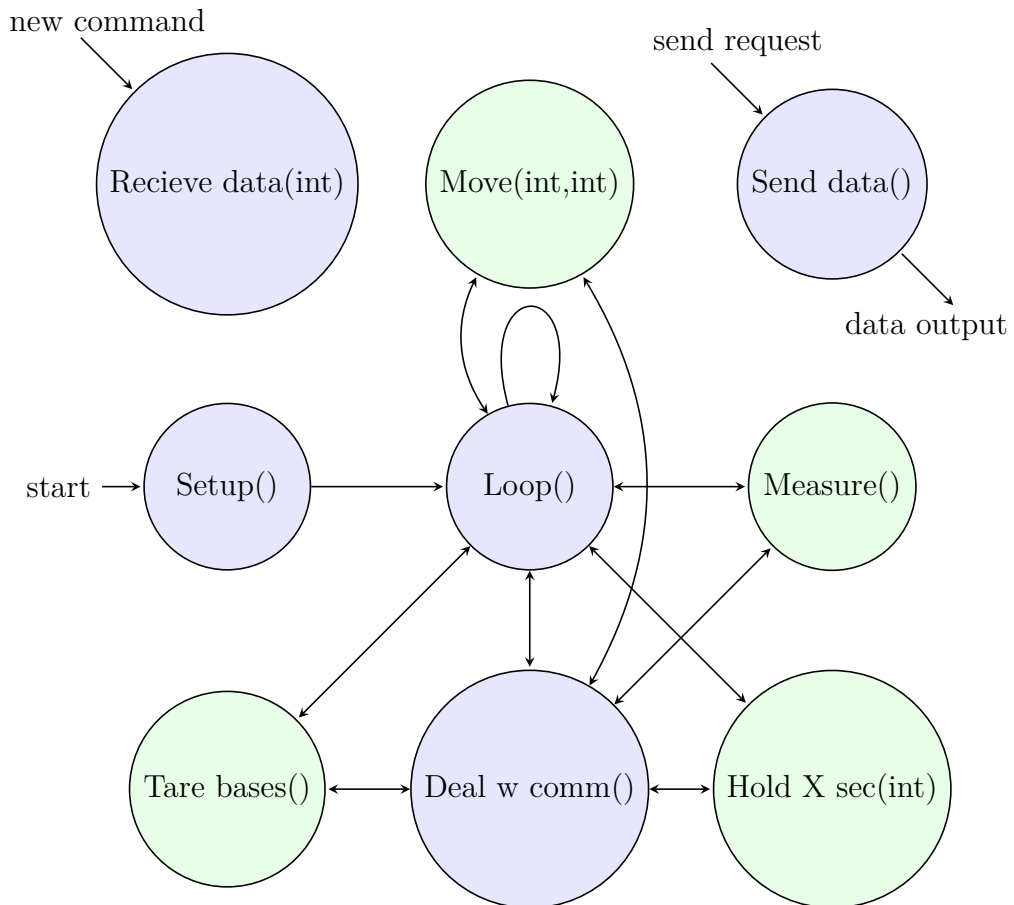 new command
send request
Recieve data(int)
Move(int,int)
Send data()
data output
start
Setup()
Loop()
Measure()
Tare bases()
Deal w comm()
Hold X sec(int)